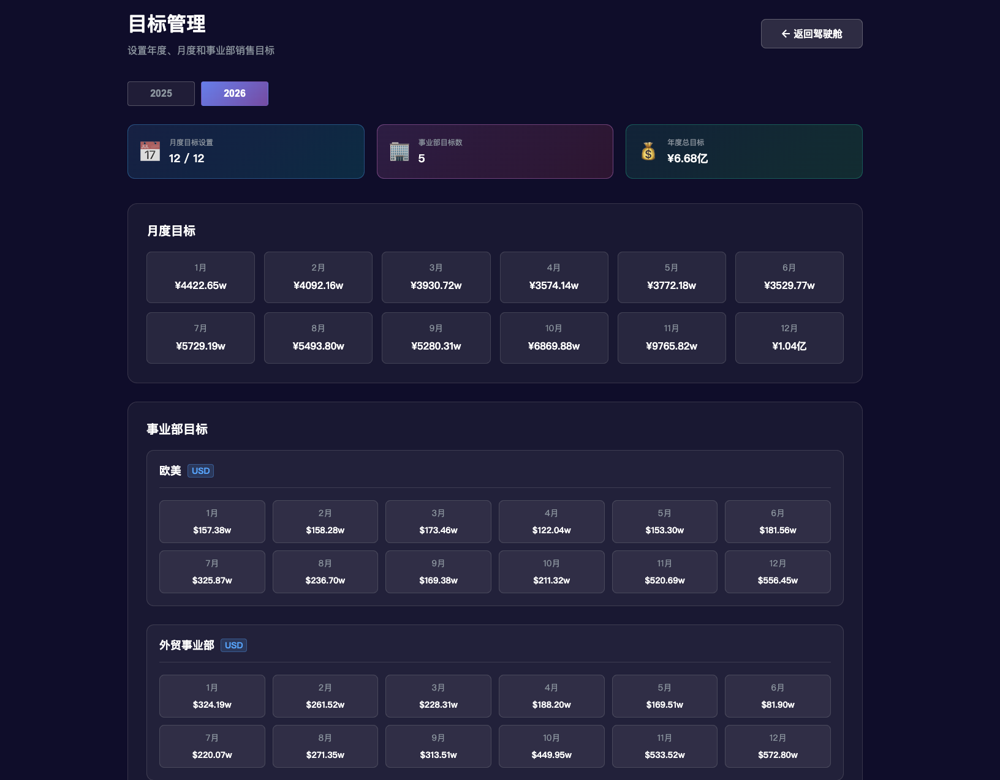 目标管理
设置年度、月度和事业部销售目标
← 返回驾驶舱
2025
2026
JUL
17
月度目标设置
12 / 12
事业部目标数
5
$
年度总目标
¥6.68亿
月度目标
1月 2月 3月 4月 5月 6月
¥4422.65w ¥4092.16w ¥3930.72w ¥3574.14w ¥3772.18w ¥3529.77w
7月 8月 9月 10月 11月 12月
¥5729.19w ¥5493.80w ¥5280.31w ¥6869.88w ¥9765.82w ¥1.04亿
事业部目标
欧美 USD
1月 2月 3月 4月 5月 6月
$157.38w $158.28w $173.46w $122.04w $153.30w $181.56w
7月 8月 9月 10月 11月 12月
$325.87w $236.70w $169.38w $211.32w $520.69w $556.45w
外贸事业部 USD
1月 2月 3月 4月 5月 6月
$324.19w $261.52w $228.31w $188.20w $169.51w $81.90w
7月 8月 9月 10月 11月 12月
$220.07w $271.35w $313.51w $449.95w $533.52w $572.80w